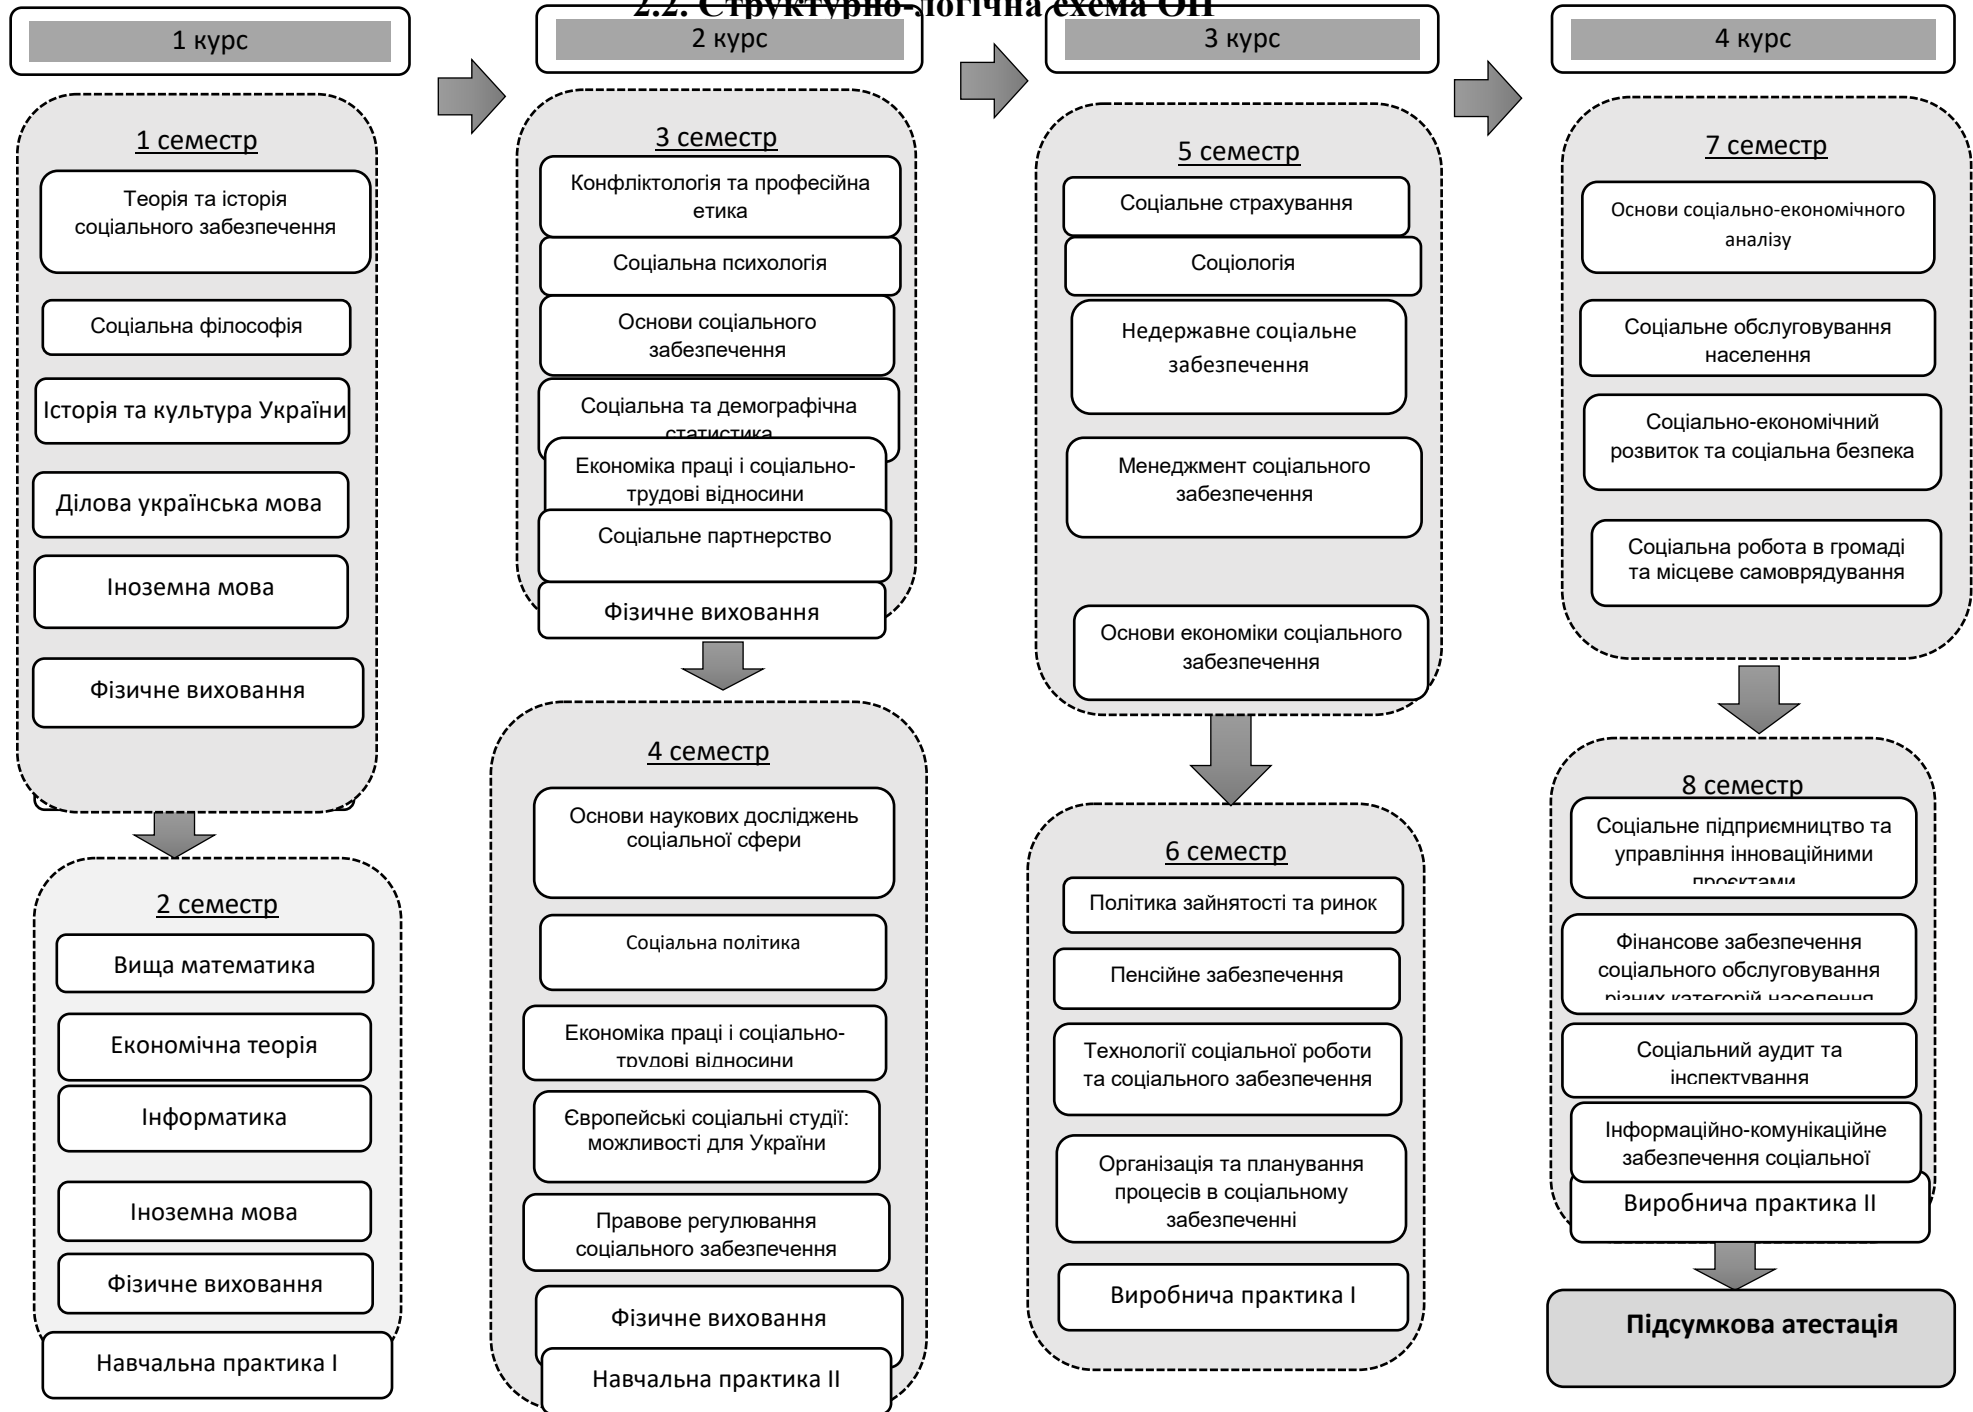 2.2. Структурно-логічна схема ОП
1 курс
1 семестр
Теорія та історія
соціального забезпечення
Соціальна філософія
Історія та культура України
Ділова українська мова
Іноземна мова
Фізичне виховання
2 семестр
Вища математика
Економічна теорія
Інформатика
Іноземна мова
Фізичне виховання
Навчальна практика І
2 курс
3 семестр
Конфліктологія та професійна
етика
Соціальна психологія
Основи соціального
забезпечення
Соціальна та демографічна
статистика
Економіка праці і соціально-
трудові відносини
Соціальне партнерство
Фізичне виховання
4 семестр
Основи наукових досліджень
соціальної сфери
Соціальна політика
Економіка праці і соціально-
трудові відносини
Європейські соціальні студії:
можливості для України
Правове регулювання
соціального забезпечення
Фізичне виховання
Навчальна практика ІІ
3 курс
5 семестр
Соціальне страхування
Соціологія
Недержавне соціальне
забезпечення
Менеджмент соціального
забезпечення
Основи економіки соціального
забезпечення
6 семестр
Політика зайнятості та ринок
Пенсійне забезпечення
Технології соціальної роботи
та соціального забезпечення
Організація та планування
процесів в соціальному
забезпеченні
Виробнича практика І
4 курс
7 семестр
Основи соціально-економічного
аналізу
Соціальне обслуговування
населення
Соціально-економічний
розвиток та соціальна безпека
Соціальна робота в громаді
та місцеве самоврядування
8 семестр
Соціальне підприємництво та
управління інноваційними
проєктами
Фінансове забезпечення
соціального обслуговування
різних категорій населення
Соціальний аудит та
інспектування
Інформаційно-комунікаційне
забезпечення соціальної
Виробнича практика ІІ
Підсумкова атестація